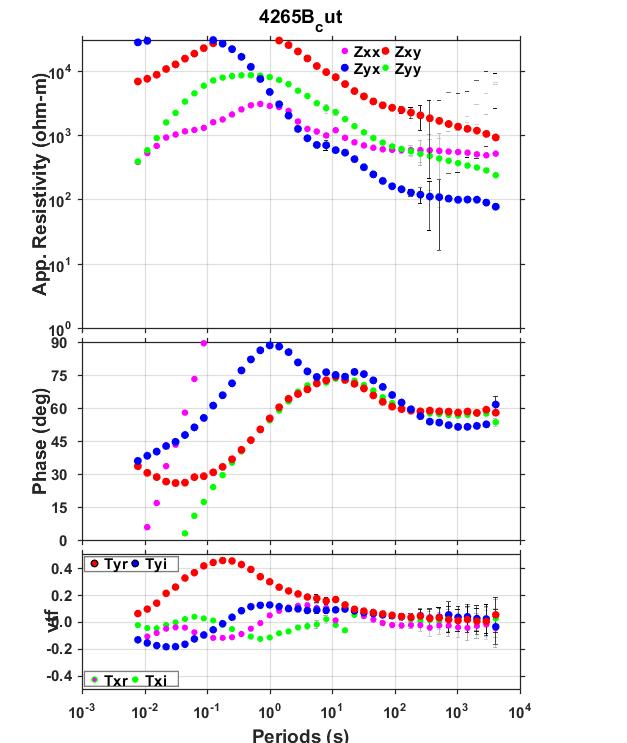 4265B_cut
App. Resistivity (ohm-m)
10^4
10^3
10^2
10^1
10^0
Zxx Zxy
Zyx Zyy
Phase (deg)
90
75
60
45
30
15
0
vtf
0.4
0.2
0.0
-0.2
-0.4
Tyr Tyi
Txr Txi
10^-3 10^-2 10^-1 10^0 10^1 10^2 10^3 10^4
Periods (s)